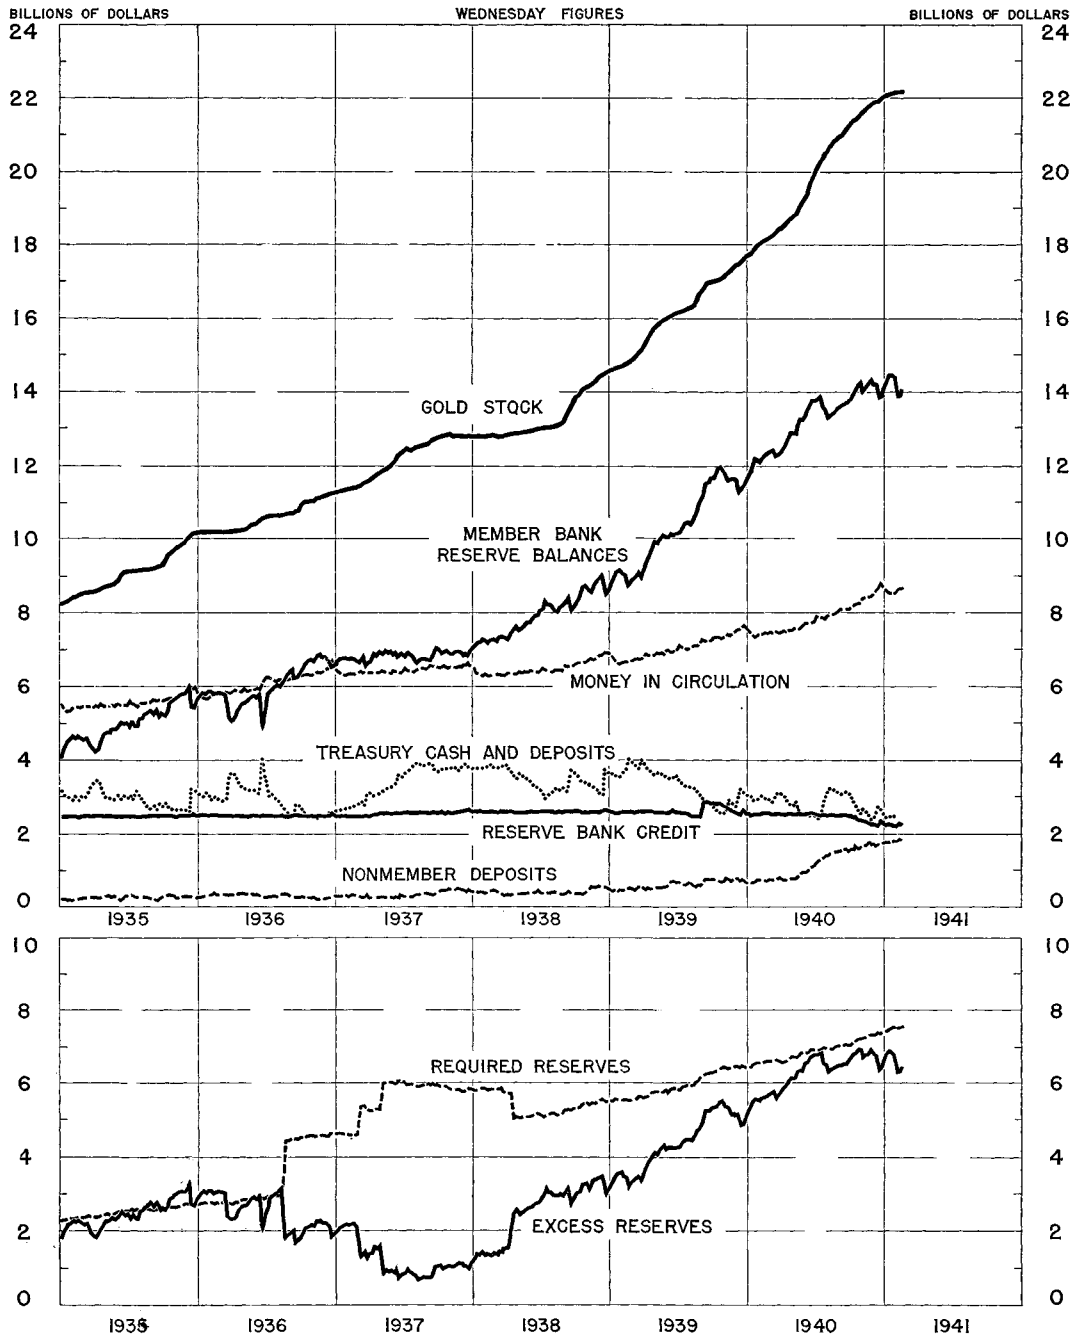 BILLIONS OF DOLLARS WEDNESDAY FIGURES BILLIONS OF DOLLARS
24 24
22 22
20 20
18 18
16 16
14 14
GOLD STOCK
12 12
MEMBER BANK
10 10
RESERVE BALANCES
8 8
6 6
MONEY IN CIRCULATION
TREASURY CASH AND DEPOSITS
4 4
RESERVE BANK CREDIT
2 2
NONMEMBER DEPOSITS
0 0
1935 1936 1937 1938 1939 1940 1941
10 10
8 8
REQUIRED RESERVES
6 6
4 4
EXCESS RESERVES
2 2
0 0
1935 1936 1937 1938 1939 1940 1941